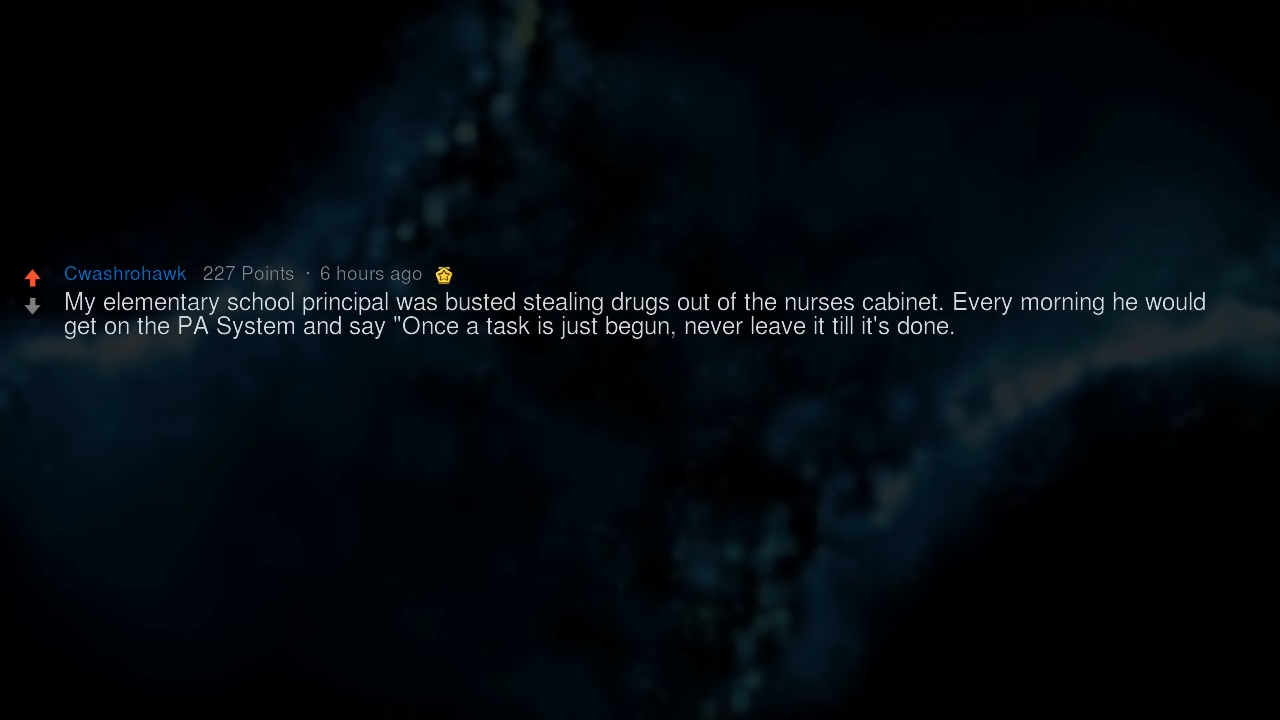 Cwashrohawk 227 Points · 6 hours ago
My elementary school principal was busted stealing drugs out of the nurses cabinet. Every morning he would
get on the PA System and say "Once a task is just begun, never leave it till it's done.